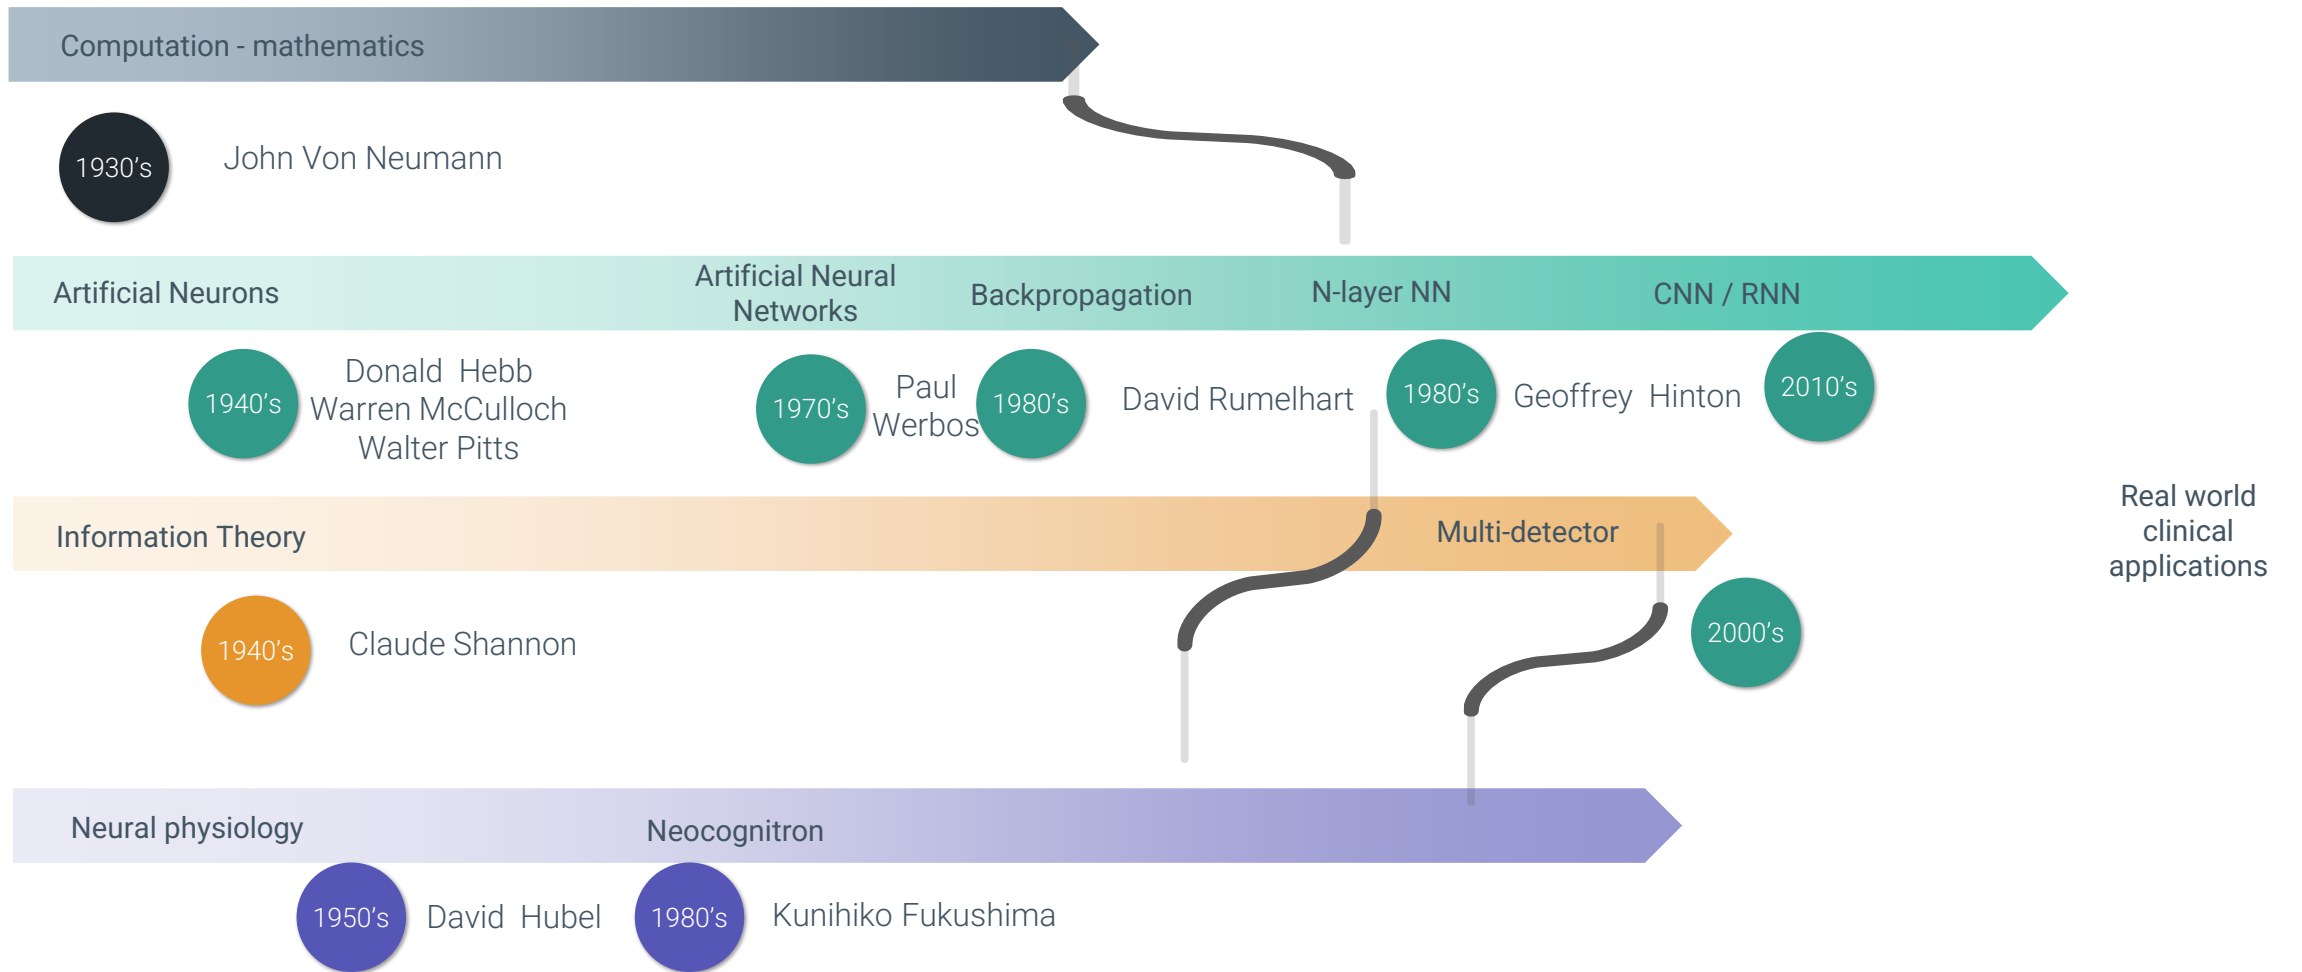 Computation - mathematics
1930’s
John Von Neumann
Artificial Neurons
Artificial Neural
Networks
Backpropagation
N-layer NN
CNN / RNN
1940’s
Donald Hebb
Warren McCulloch
Walter Pitts
1970’s
Paul
Werbos
1980’s
David Rumelhart
1980’s
Geoffrey Hinton
2010’s
Information Theory
Multi-detector
Real world
clinical
applications
1940’s
Claude Shannon
2000’s
Neural physiology
Neocognitron
1950’s
David Hubel
1980’s
Kunihiko Fukushima